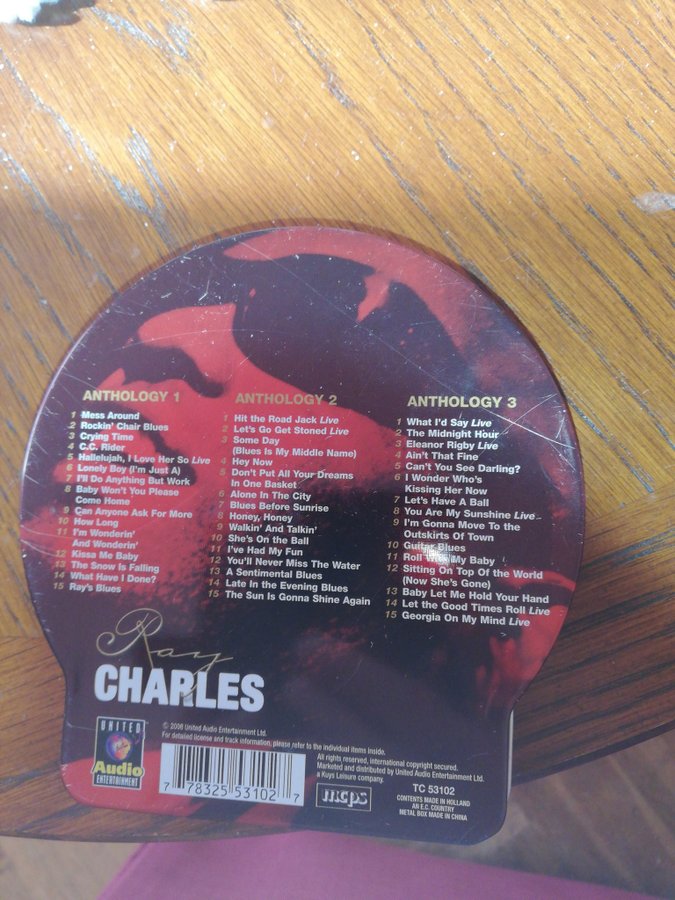 ANTHOLOGY 1
1 Mess Around
2 Rockin' Chair Blues
3 Crying Time
4 C.C. Rider
5 Hallelujah, I Love Her So Live
6 Lonely Boy (I'm Just A)
7 I'll Do Anything But Work
8 Baby Won't You Please
Come Home
9 Can Anyone Ask For More
10 How Long
11 I'm Wonderin'
And Wonderin'
12 Kissa Me Baby
13 The Snow Is Falling
14 What Have I Done?
15 Ray's Blues
ANTHOLOGY 2
1 Hit the Road Jack Live
2 Let's Go Get Stoned Live
3 Some Day
(Blues Is My Middle Name)
4 Hey Now
5 Don't Put All Your Dreams
In One Basket
6 Alone In The City
7 Blues Before Sunrise
8 Honey, Honey
9 Walkin' And Talkin'
10 She's On the Ball
11 I've Had My Fun
12 You'll Never Miss The Water
13 A Sentimental Blues
14 Late In the Evening Blues
15 The Sun Is Gonna Shine Again
ANTHOLOGY 3
1 What I'd Say Live
2 The Midnight Hour
3 Eleanor Rigby Live
4 Ain't That Fine
5 Can't You See Darling?
6 I Wonder Who's
Kissing Her Now
7 Let's Have A Ball
8 You Are My Sunshine Live
9 I'm Gonna Move To the
Outskirts Of Town
10 Guitar Blues
11 Roll With My Baby
12 Sitting On Top Of the World
(Now She's Gone)
13 Baby Let Me Hold Your Hand
14 Let the Good Times Roll Live
15 Georgia On My Mind Live
Ray
CHARLES
UNITED
Audio
ENTERTAINMENT
© 2006 United Audio Entertainment Ltd.
For detailed license and track information, please refer to the individual items inside.
All rights reserved, international copyright secured.
Marketed and distributed by United Audio Entertainment Ltd.
a Kuys Leisure company.
7 78325 53102 7
mcps
TC 53102
CONTENTS MADE IN HOLLAND
AN E.C. COUNTRY
METAL BOX MADE IN CHINA